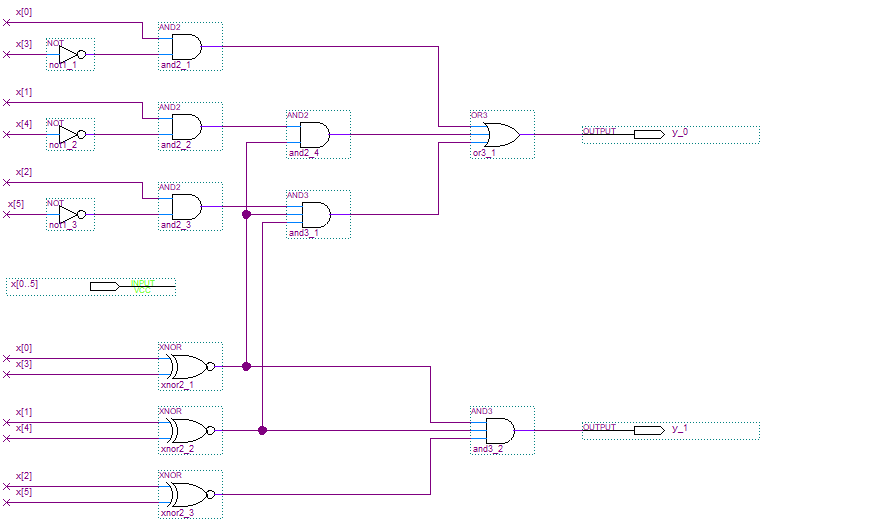 x[0]
AND2
x[3]
NOT
not1_1
and2_1
x[1]
AND2
x[4]
NOT
not1_2
and2_2
AND2
and2_4
OR3
or3_1
OUTPUT
y_0
x[2]
AND2
x[5]
NOT
not1_3
and2_3
AND3
and3_1
x[0..5]
INPUT
VCC
x[0]
XNOR
x[3]
xnor2_1
x[1]
XNOR
x[4]
xnor2_2
AND3
and3_2
OUTPUT
y_1
x[2]
XNOR
x[5]
xnor2_3